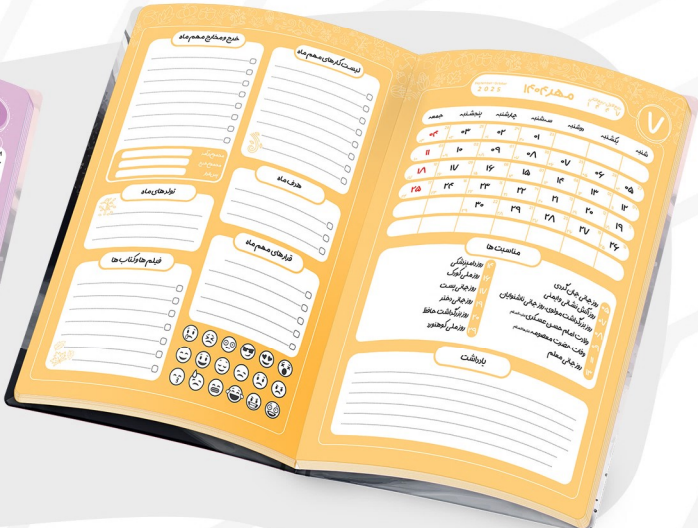 ۷
مهر ۱۴۰۴
2025
شنبه یکشنبه دوشنبه سه‌شنبه چهارشنبه پنجشنبه جمعه
۰۱ ۰۲ ۰۳ ۰۴
۰۵ ۰۶ ۰۷ ۰۸ ۰۹ ۱۰ ۱۱
۱۲ ۱۳ ۱۴ ۱۵ ۱۶ ۱۷ ۱۸
۱۹ ۲۰ ۲۱ ۲۲ ۲۳ ۲۴ ۲۵
۲۶ ۲۷ ۲۸ ۲۹ ۳۰
مناسبت ها
روز جهانی جهان گردی
روز آتش نشانی و ایمنی
روز بزرگداشت مولوی، روز جهانی ناشنوایان
ولادت امام حسن عسکری
وفات حضرت معصومه
روز جهانی معلم
روز دامپزشکی
روز ملی کودک
روز جهانی پست
روز جهانی دختر
روز بزرگداشت حافظ
روز ملی کوهنورد
یادداشت
لیست کارهای مهم ماه
هدف ماه
قرارهای مهم ماه
خرج و مخارج مهم ماه
تولدهای ماه
فیلم ها و کتاب ها